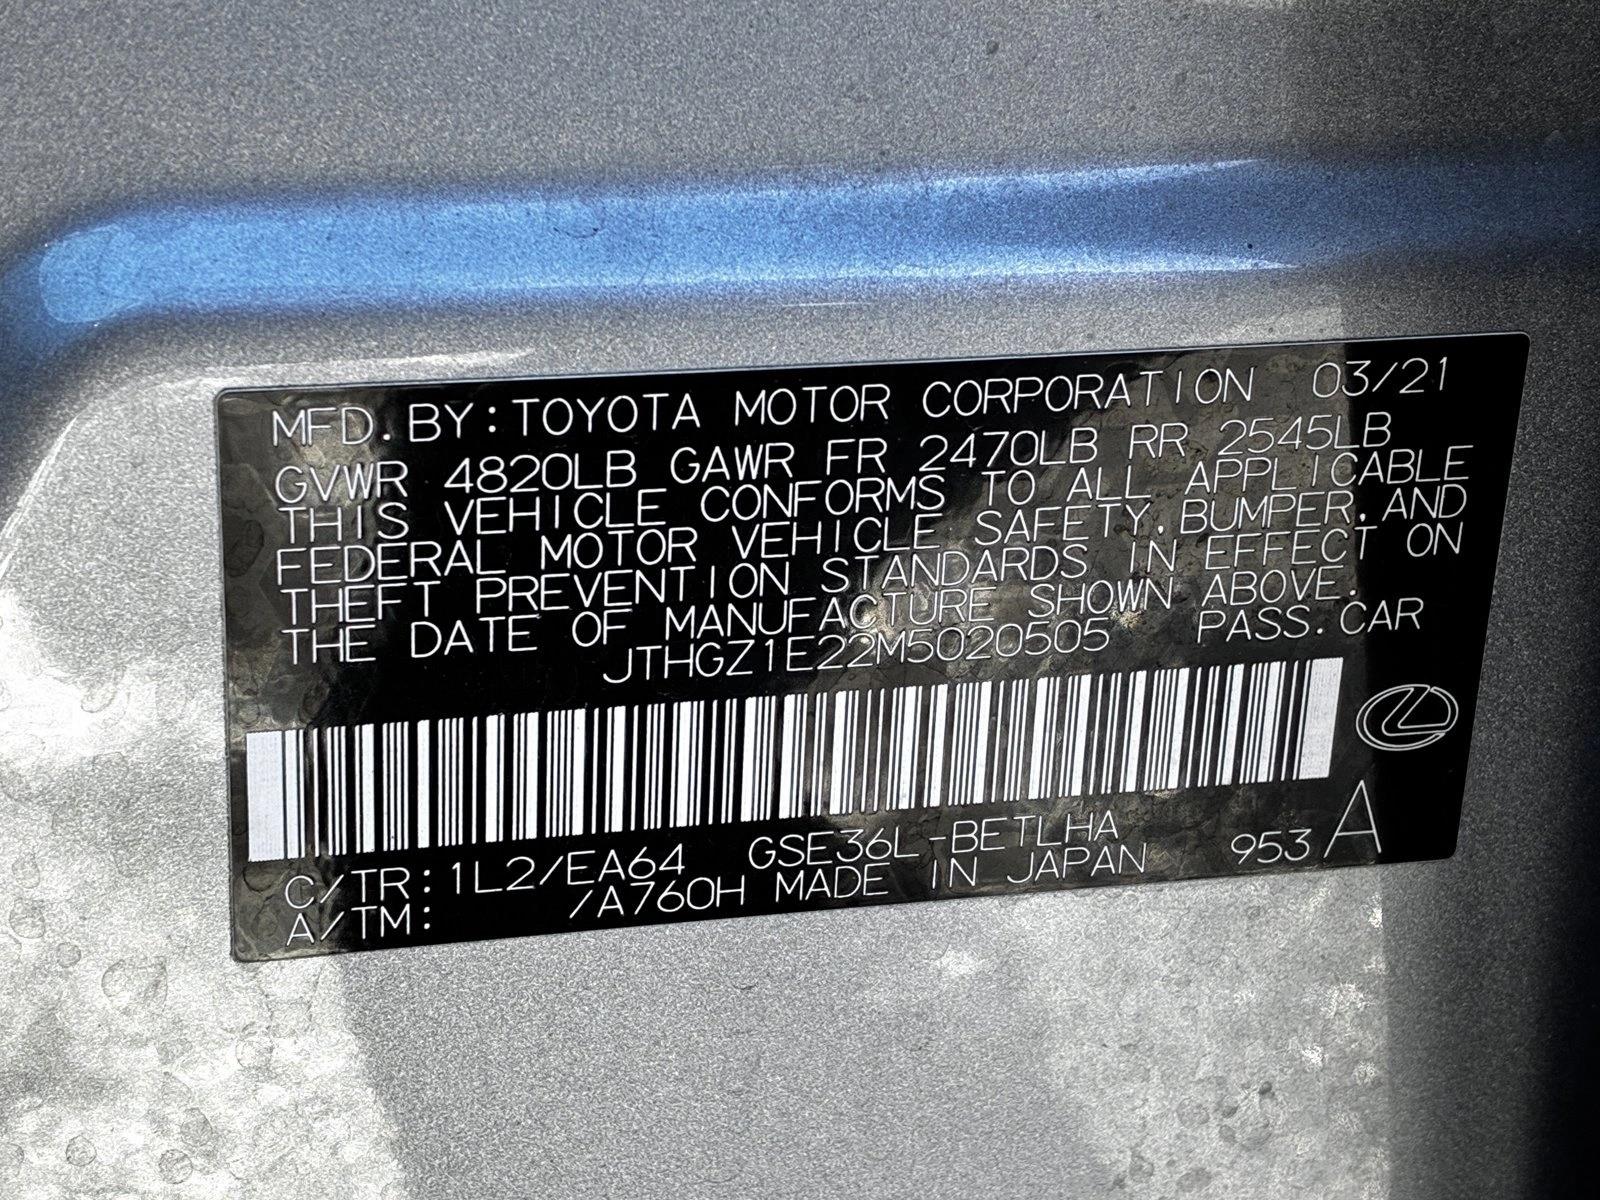 MFD. BY: TOYOTA MOTOR CORPORATION 03/21
GVWR 4820LB GAWR FR 2470LB RR 2545LB
THIS VEHICLE CONFORMS TO ALL APPLICABLE
FEDERAL MOTOR VEHICLE SAFETY, BUMPER, AND
THEFT PREVENTION STANDARDS IN EFFECT ON
THE DATE OF MANUFACTURE SHOWN ABOVE.
JTHGZ1E22M5020505 PASS. CAR
C/TR: 1L2/EA64 GSE36L-BETLHA 953 A
A/TM: /A760H MADE IN JAPAN